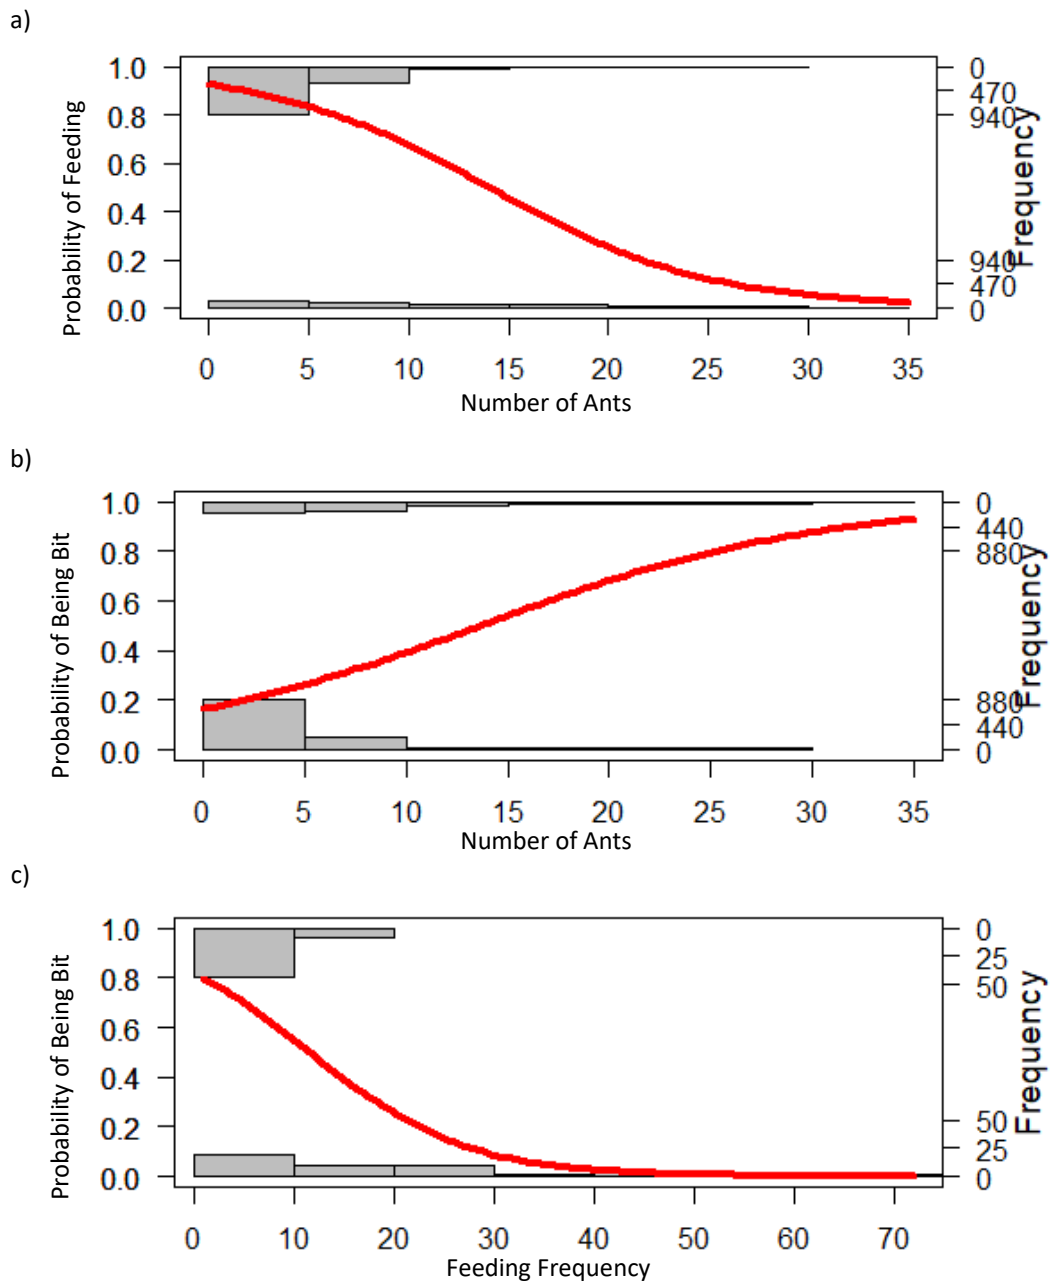 a)
Probability of Feeding
1.0
0.8
0.6
0.4
0.2
0.0
0
470
940
940
470
0
Frequency
0 5 10 15 20 25 30 35
Number of Ants
b)
Probability of Being Bit
1.0
0.8
0.6
0.4
0.2
0.0
0
440
880
880
440
0
Frequency
0 5 10 15 20 25 30 35
Number of Ants
c)
Probability of Being Bit
1.0
0.8
0.6
0.4
0.2
0.0
0
25
50
50
25
0
Frequency
0 10 20 30 40 50 60 70
Feeding Frequency